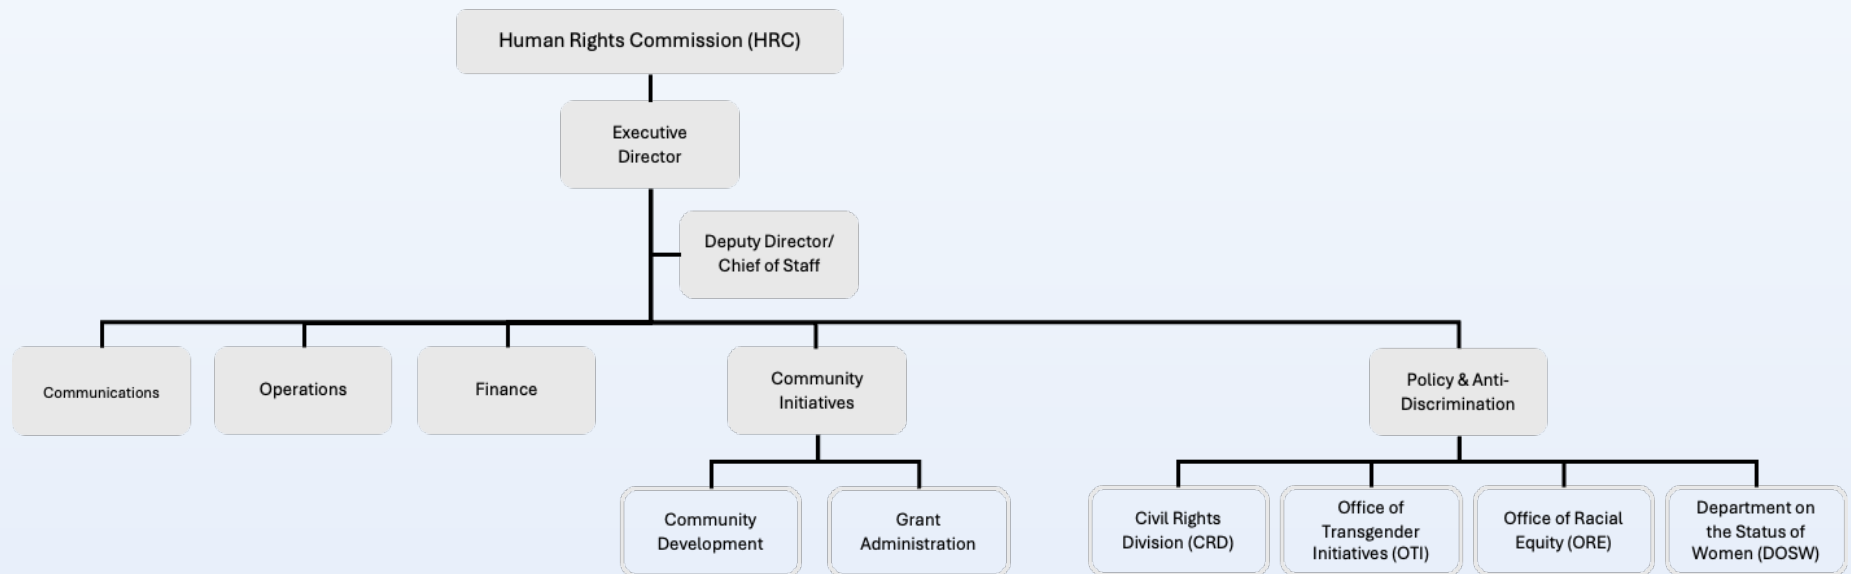 Human Rights Commission (HRC)
Executive
Director
Deputy Director/
Chief of Staff
Communications
Operations
Finance
Community
Initiatives
Policy & Anti-
Discrimination
Community
Development
Grant
Administration
Civil Rights
Division (CRD)
Office of
Transgender
Initiatives (OTI)
Office of Racial
Equity (ORE)
Department on
the Status of
Women (DOSW)